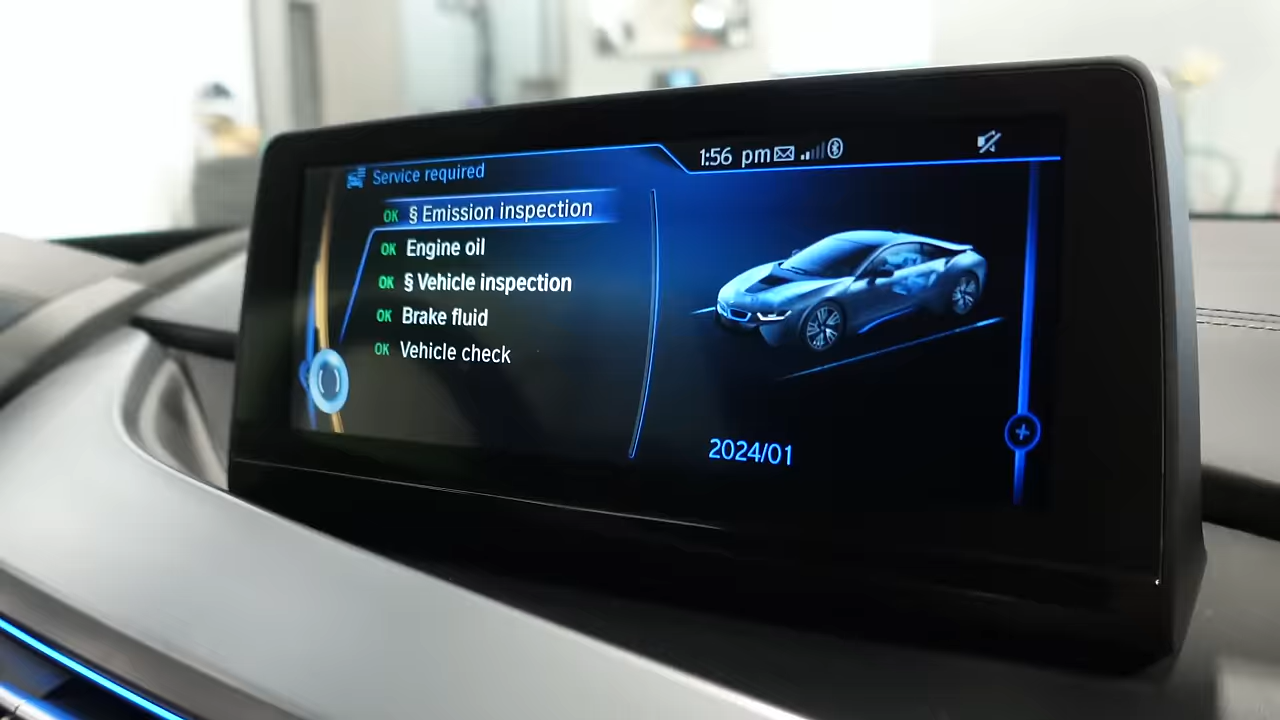 Service required
1:56 pm
OK § Emission inspection
OK Engine oil
OK § Vehicle inspection
OK Brake fluid
OK Vehicle check
2024/01